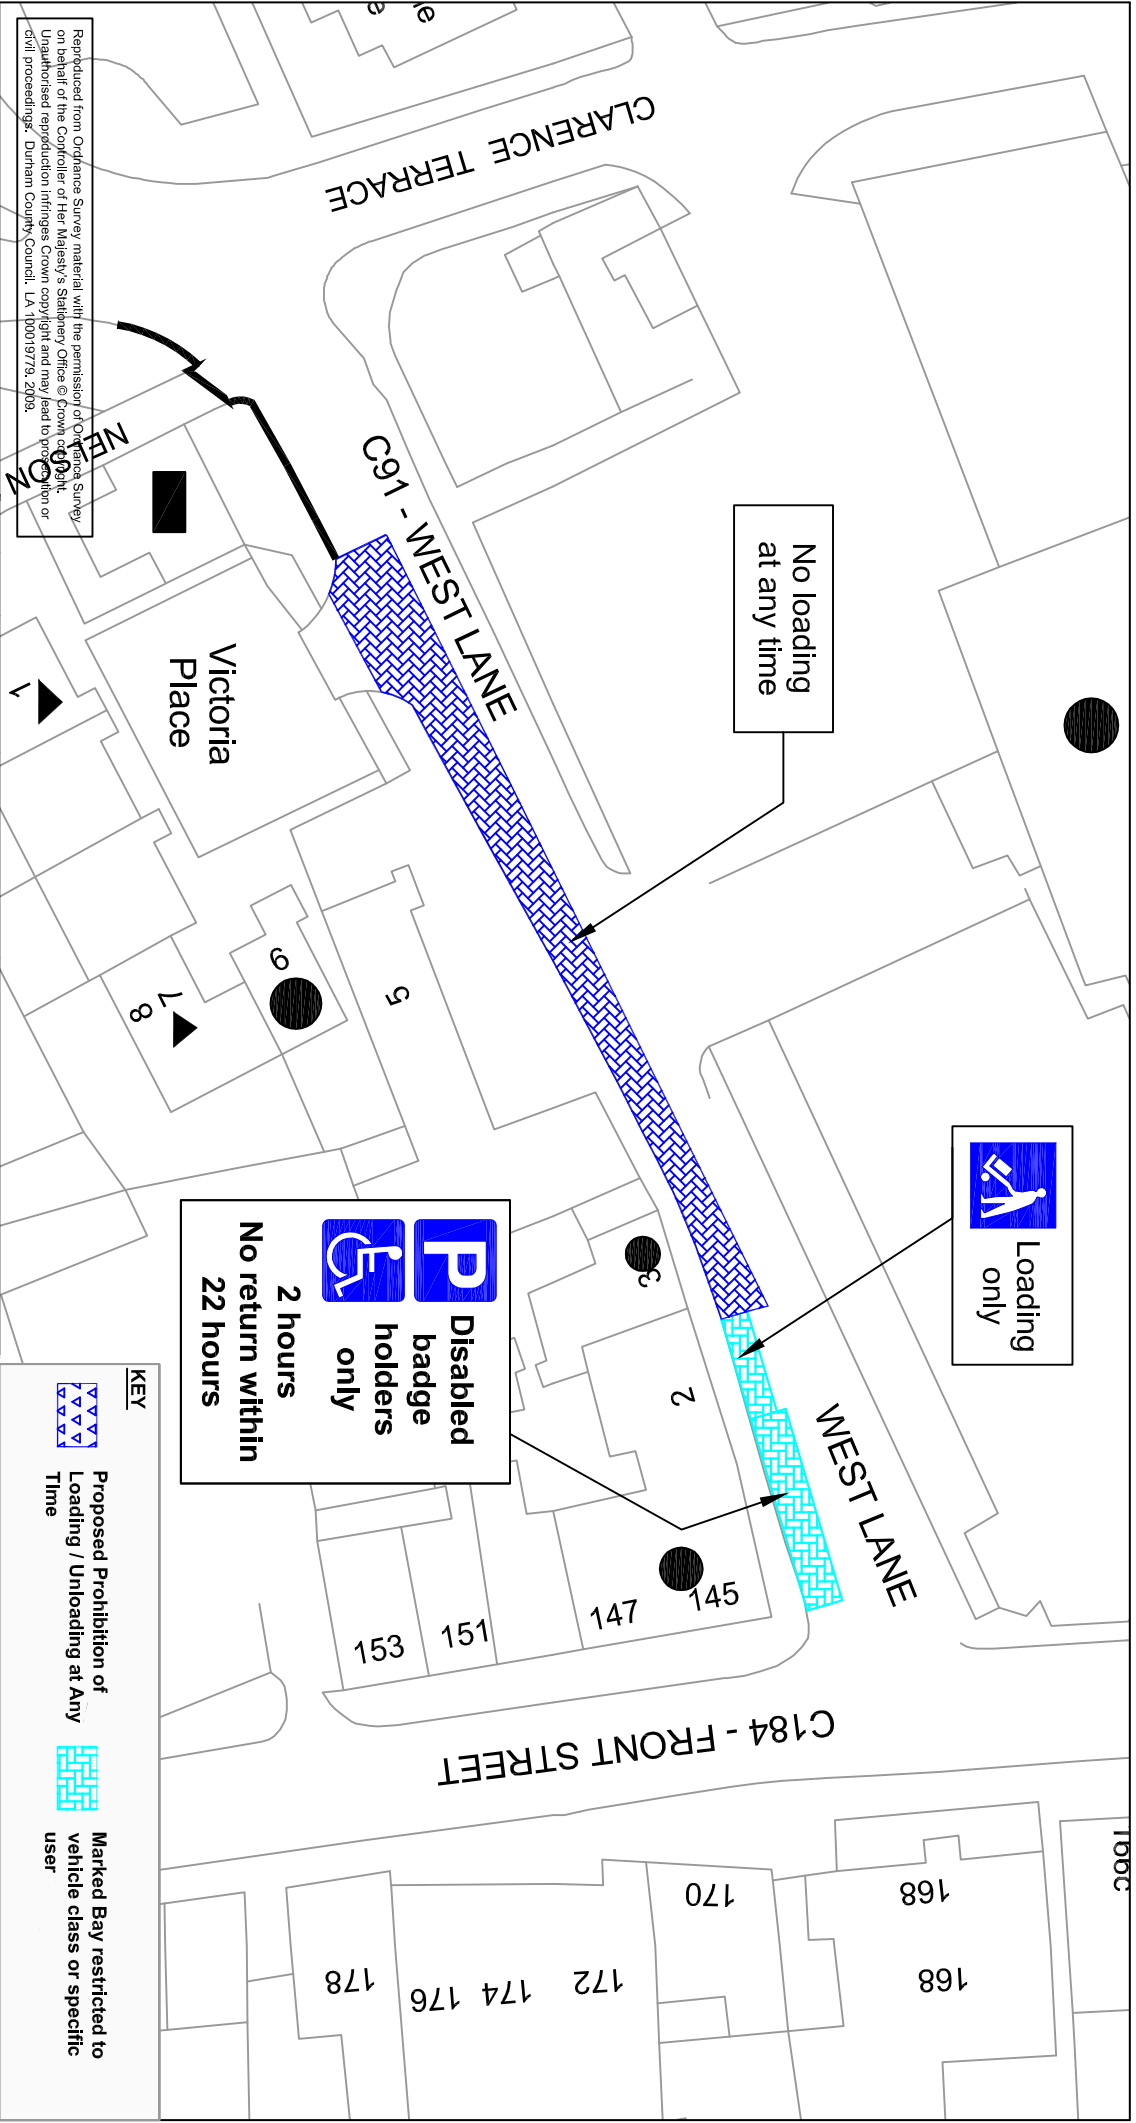 Reproduced from Ordnance Survey material with the permission of Ordnance Survey
on behalf of the Controller of Her Majesty's Stationery Office © Crown copyright.
Unauthorised reproduction infringes Crown copyright and may lead to prosecution or
civil proceedings. Durham County Council. LA 100019779. 2009.
CLARENCE TERRACE
NELSON
C91 - WEST LANE
No loading
at any time
Victoria
Place
1
9
7
8
5
3
2
Loading
only
WEST LANE
P
Disabled
badge
holders
only
2 hours
No return within
22 hours
145
147
151
153
C184 - FRONT STREET
168
168
170
172
174
176
178
KEY
Proposed Prohibition of
Loading / Unloading at Any
TIme
Marked Bay restricted to
vehicle class or specific
user